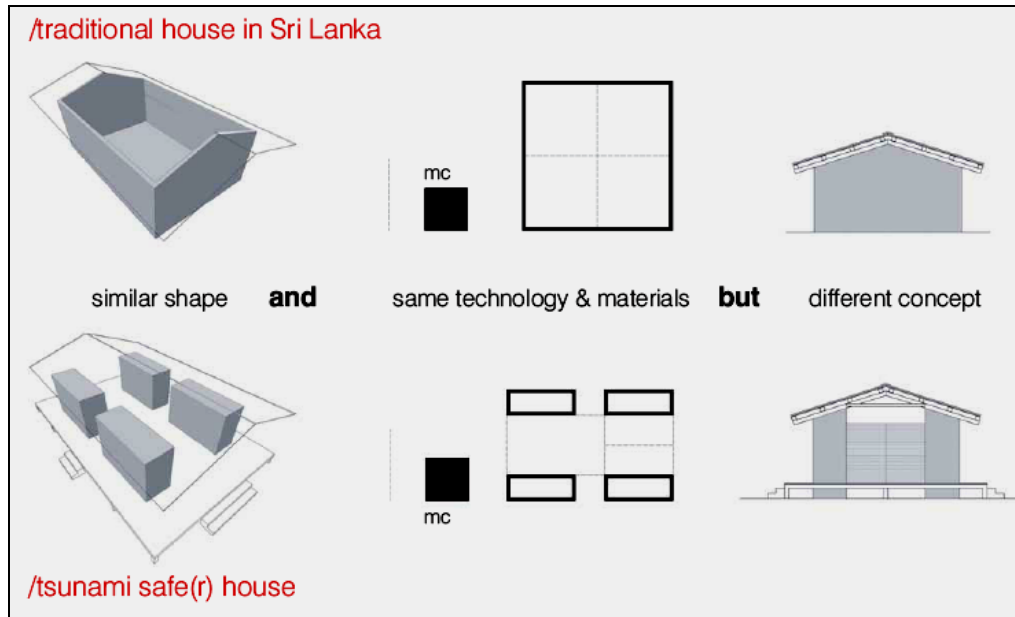 /traditional house in Sri Lanka
mc
similar shape and same technology & materials but different concept
mc
/tsunami safe(r) house